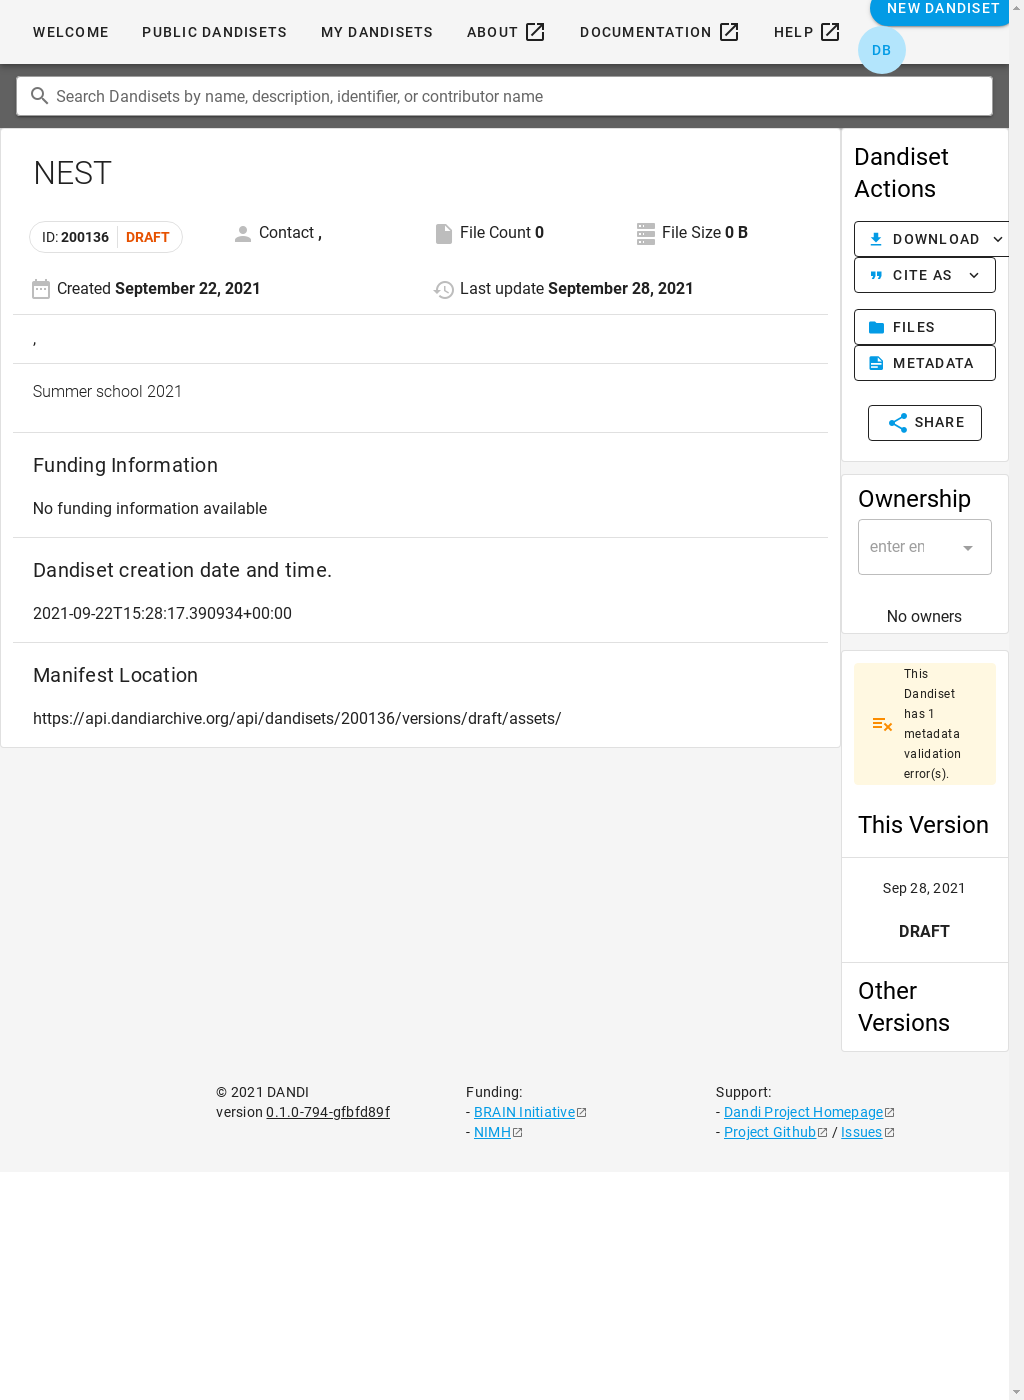 NEW DANDISET
WELCOME PUBLIC DANDISETS MY DANDISETS ABOUT DOCUMENTATION HELP
DB
Search Dandisets by name, description, identifier, or contributor name
NEST
ID: 200136 DRAFT Contact , File Count 0 File Size 0 B
Created September 22, 2021 Last update September 28, 2021
,
Summer school 2021
Funding Information
No funding information available
Dandiset creation date and time.
2021-09-22T15:28:17.390934+00:00
Manifest Location
https://api.dandiarchive.org/api/dandisets/200136/versions/draft/assets/
Dandiset
Actions
DOWNLOAD
CITE AS
FILES
METADATA
SHARE
Ownership
enter en
No owners
This
Dandiset
has 1
metadata
validation
error(s).
This Version
Sep 28, 2021
DRAFT
Other
Versions
© 2021 DANDI
version 0.1.0-794-gfbfd89f
Funding:
- BRAIN Initiative
- NIMH
Support:
- Dandi Project Homepage
- Project Github / Issues